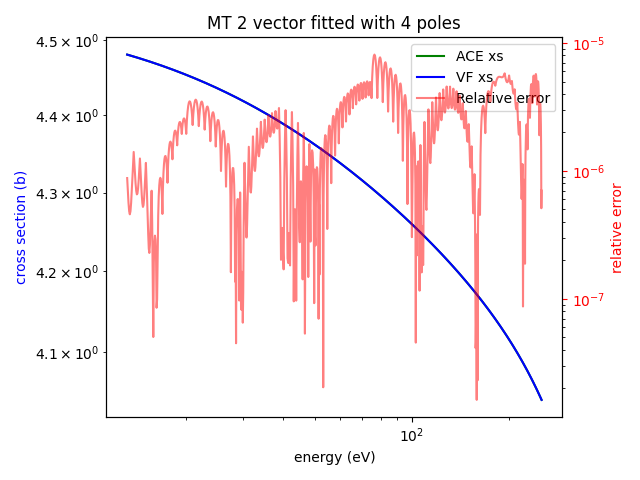 MT 2 vector fitted with 4 poles
ACE xs
VF xs
Relative error
4.5 × 10⁰
4.4 × 10⁰
4.3 × 10⁰
4.2 × 10⁰
4.1 × 10⁰
cross section (b)
10⁻⁵
10⁻⁶
10⁻⁷
relative error
10²
energy (eV)